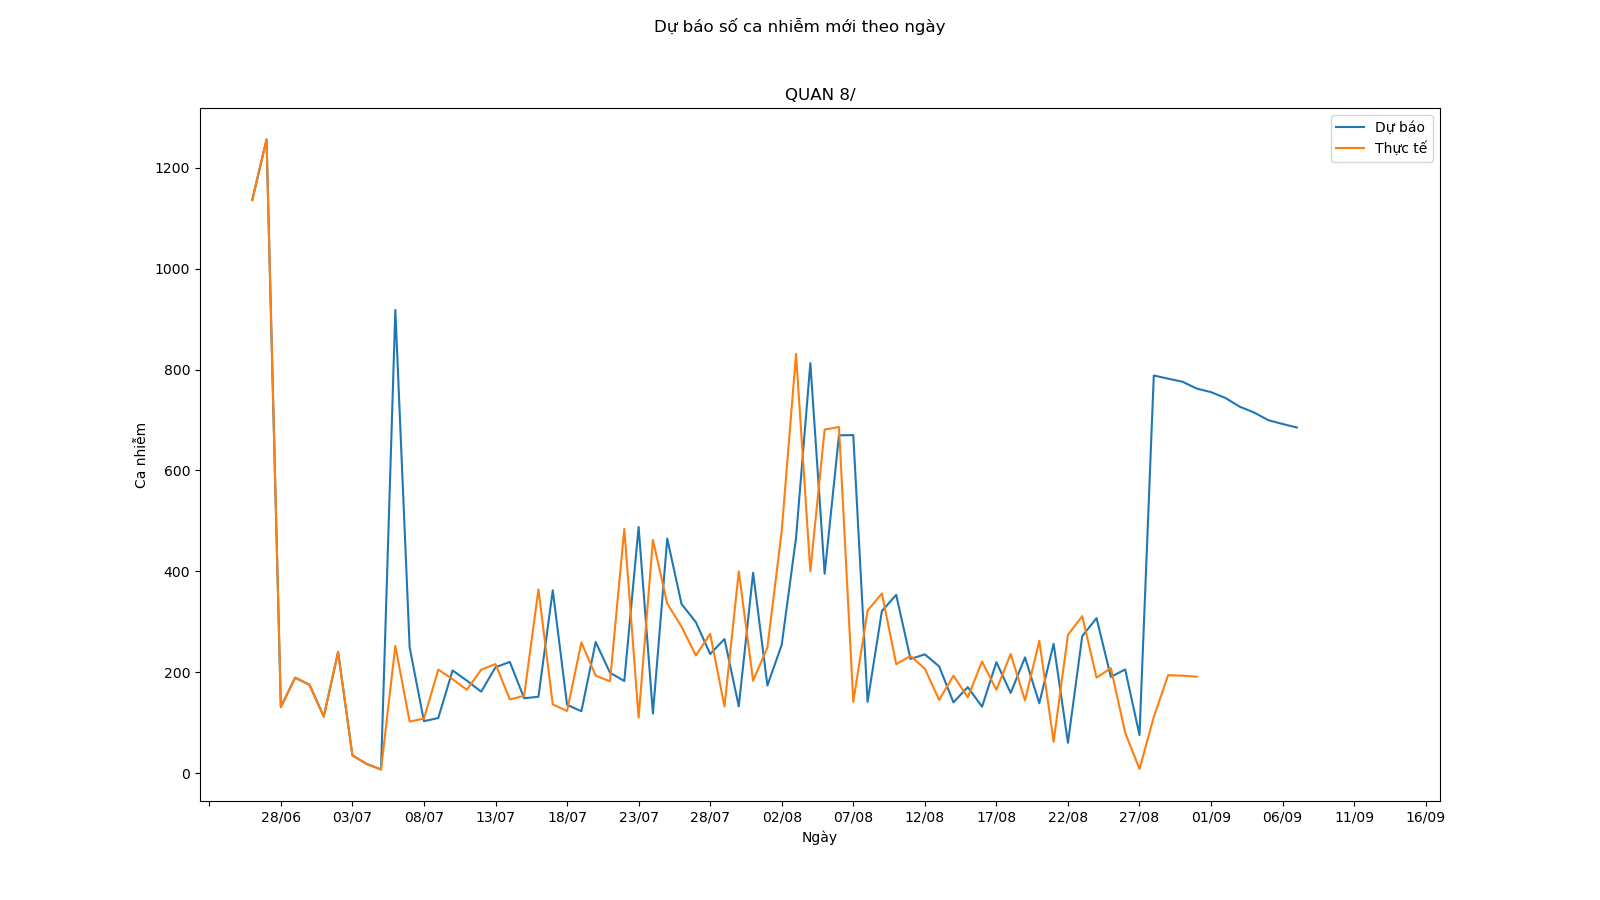 Dự báo số ca nhiễm mới theo ngày
QUAN 8/
Dự báo
Thực tế
1200
1000
800
600
400
200
0
Ca nhiễm
28/06 03/07 08/07 13/07 18/07 23/07 28/07 02/08 07/08 12/08 17/08 22/08 27/08 01/09 06/09 11/09 16/09
Ngày